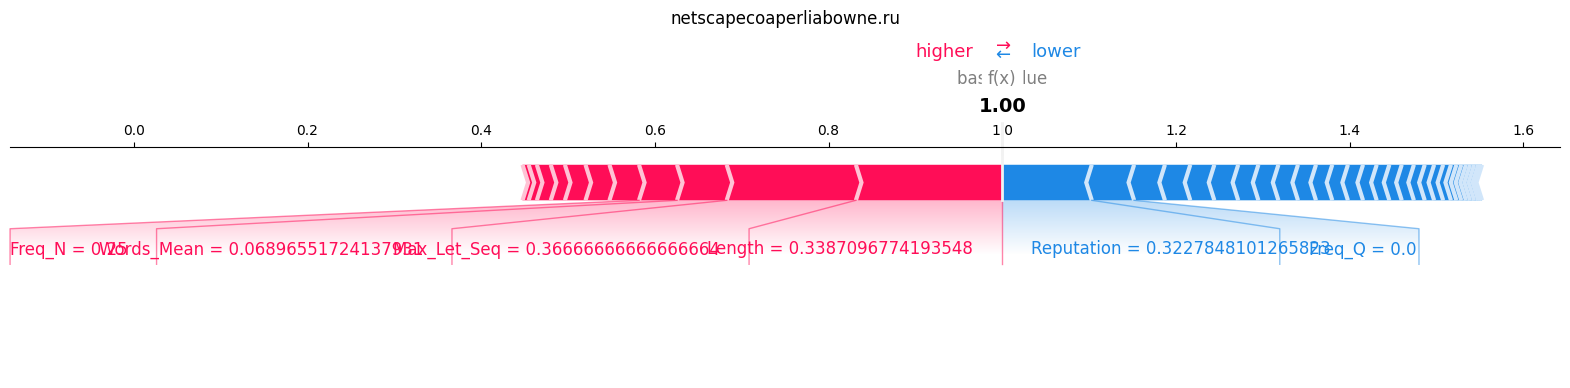 netscapecoaperliabowne.ru
higher ⇄ lower
bas f(x) lue
1.00
0.0 0.2 0.4 0.6 0.8 1.0 1.2 1.4 1.6
Freq_N = 0.25 Words_Mean = 0.06896551724137931 Max_Let_Seq = 0.36666666666666664 Length = 0.3387096774193548 Reputation = 0.3227848101265823 Freq_Q = 0.0